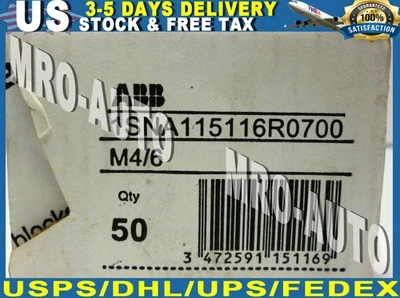 US 3-5 DAYS DELIVERY
STOCK & FREE TAX
100%
SATISFACTION
MRO-AUTO
ABB
1SNA115116R0700
M4/6
Qty
50
MRO-AUTO
block
3 472591 151169
USPS/DHL/UPS/FEDEX